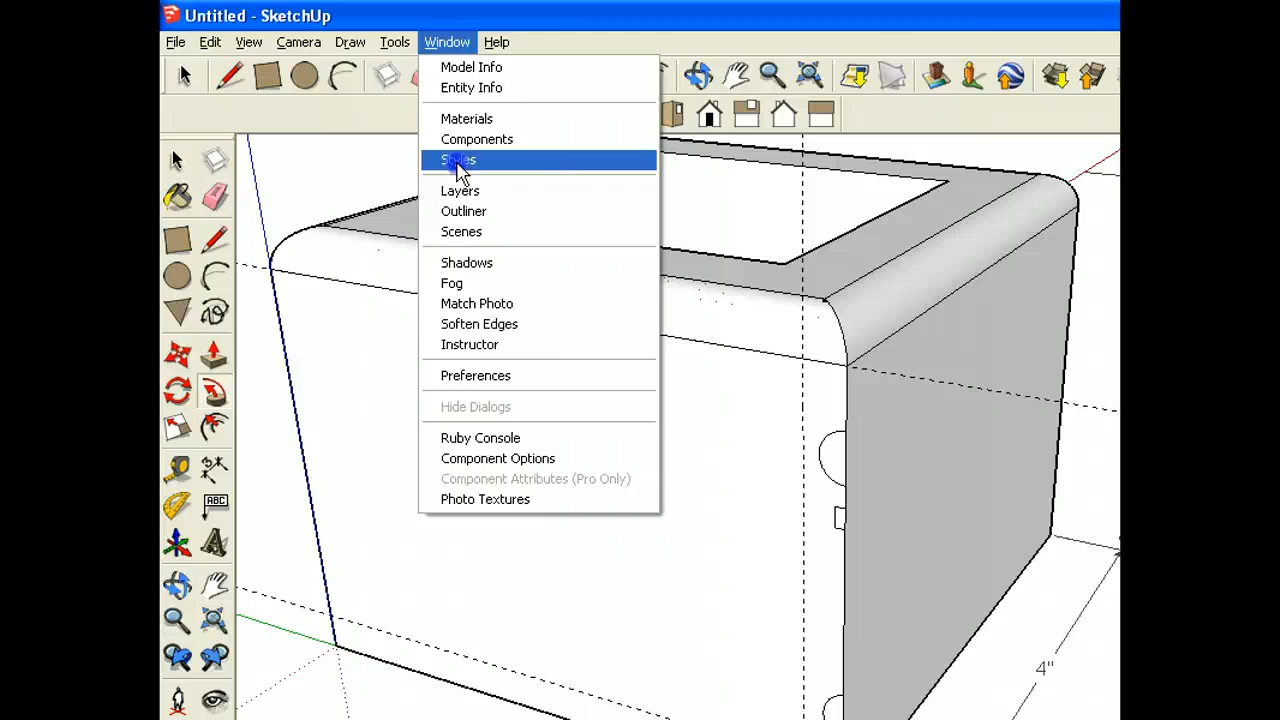 Untitled - SketchUp
File Edit View Camera Draw Tools Window Help
Model Info
Entity Info
Materials
Components
Styles
Layers
Outliner
Scenes
Shadows
Fog
Match Photo
Soften Edges
Instructor
Preferences
Hide Dialogs
Ruby Console
Component Options
Component Attributes (Pro Only)
Photo Textures
ABC
4"